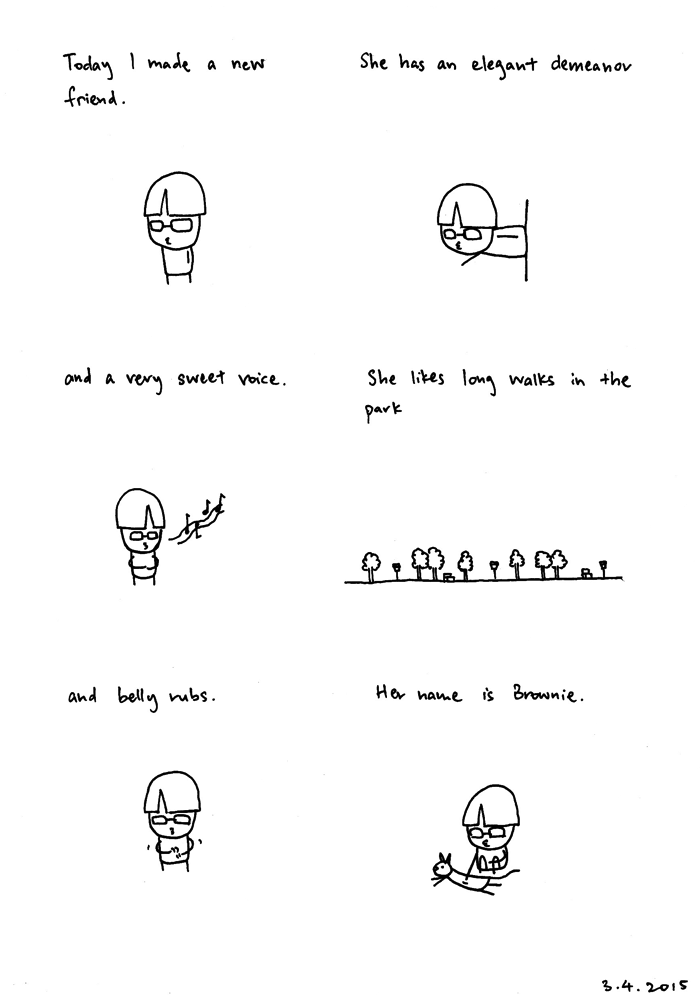 Today I made a new
friend.
She has an elegant demeanor
and a very sweet voice.
She likes long walks in the
park
and belly rubs.
Her name is Brownie.
3.4.2015